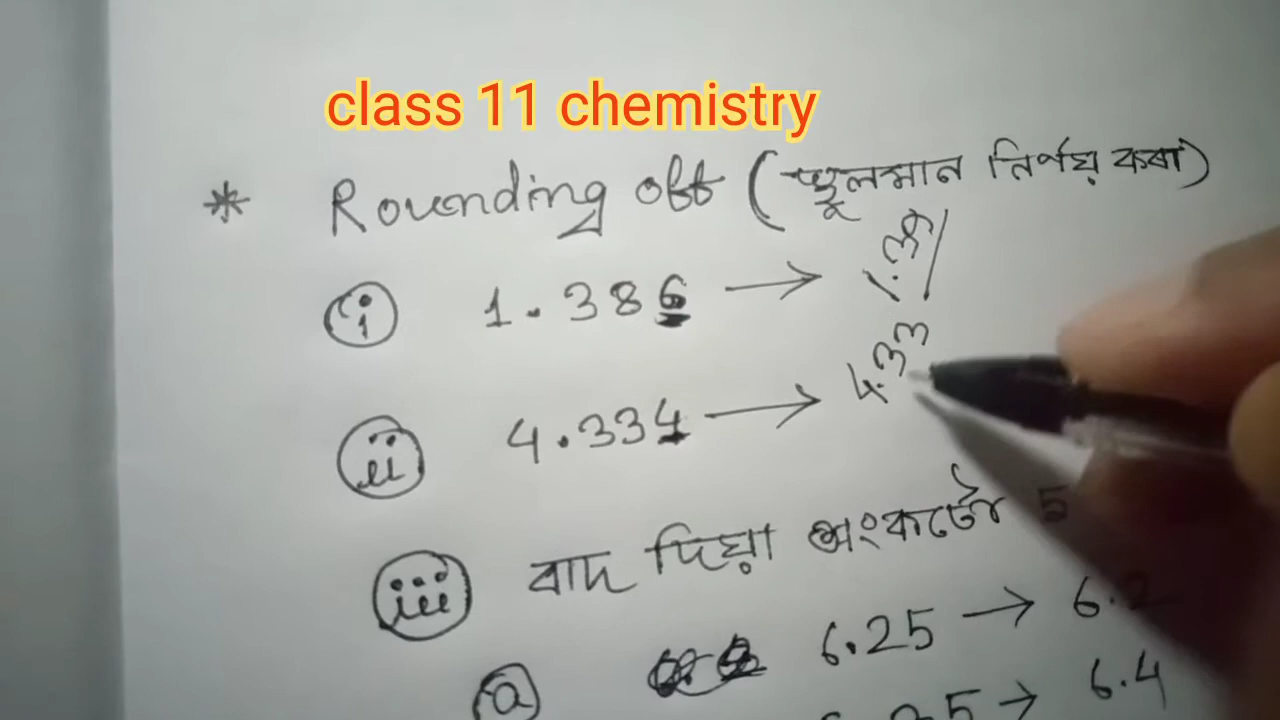 class 11 chemistry
* Rounding off (স্থূলমান নিৰ্ণয় কৰা)
i 1.386 → 1.39/
ii 4.334 → 4.33
iii বাদ দিয়া অংকটো 5
a 6.25 → 6.2
35 → 6.4